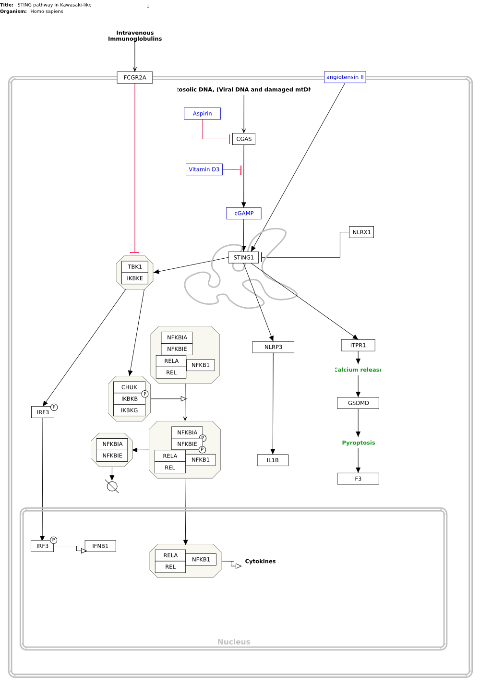 Title: STING pathway in Kawasaki-like
Organism: Homo sapiens
Intravenous
Immunoglobulins
FCGR2A
angiotensin II
tosolic DNA, (Viral DNA and damaged mtDN
Aspirin
CGAS
Vitamin D3
cGAMP
NLRX1
STING1
TBK1
IKBKE
NFKBIA
NFKBIE
RELA
NFKB1
REL
NLRP3
ITPR1
Calcium release
CHUK
IKBKB
P
IKBKG
IRF3
P
GSDMD
NFKBIA
NFKBIE
P
P
RELA
NFKB1
REL
NFKBIA
NFKBIE
Pyroptosis
IL1B
F3
IRF3
P
IFNB1
RELA
NFKB1
REL
Cytokines
Nucleus